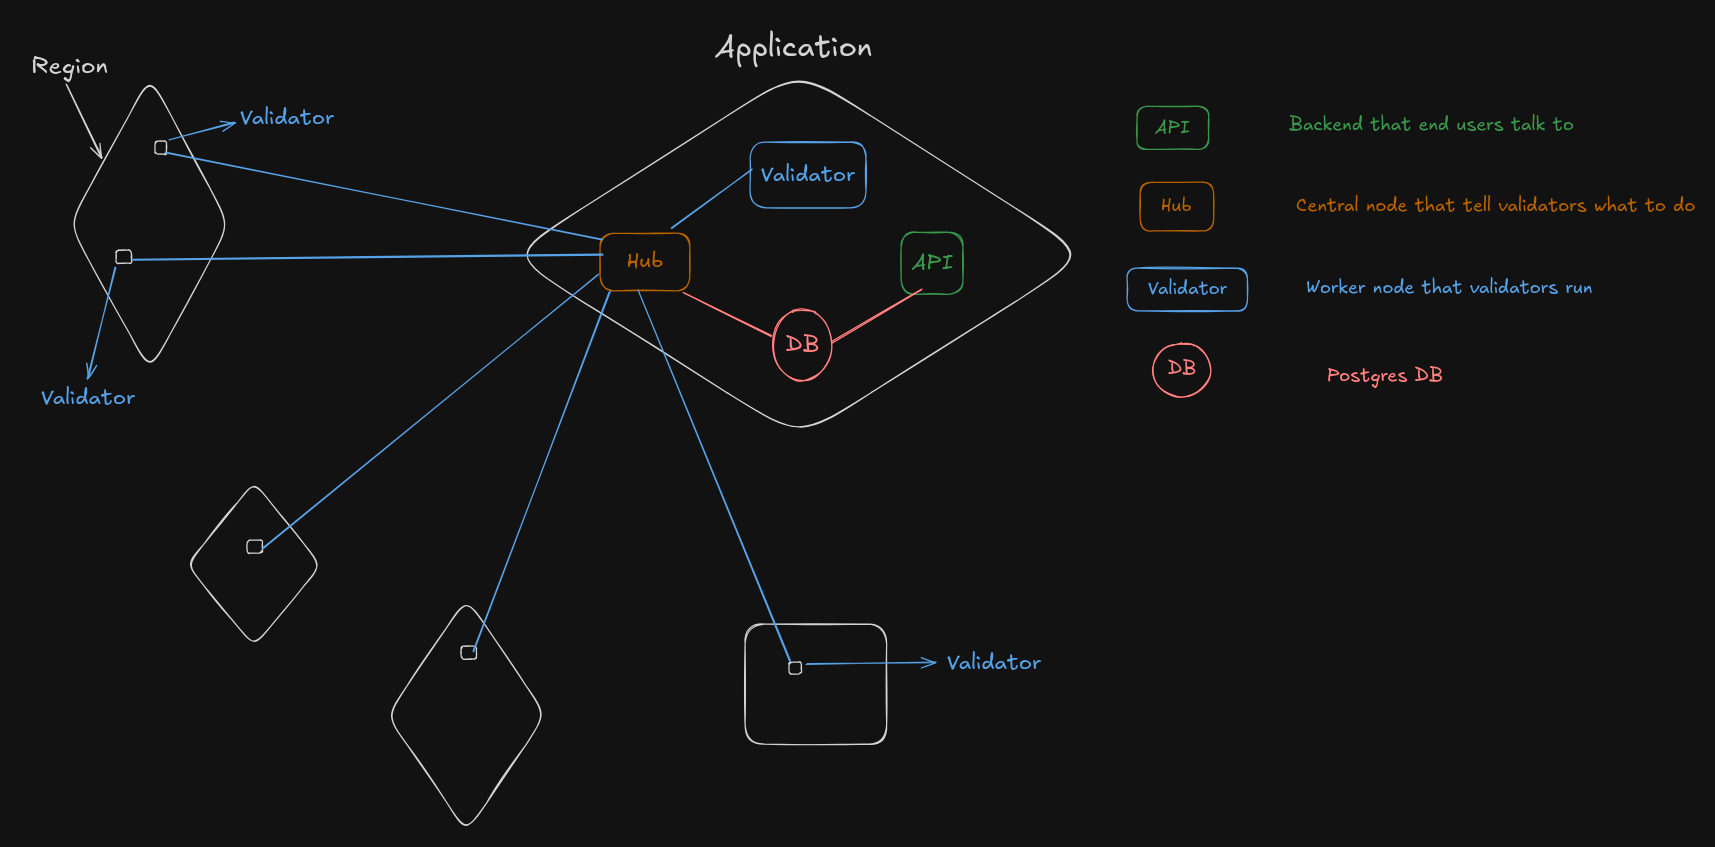 Application
Region
Validator
Validator
Validator
Hub
API
DB
Validator
API
Backend that end users talk to
Hub
Central node that tell validators what to do
Validator
Worker node that validators run
DB
Postgres DB